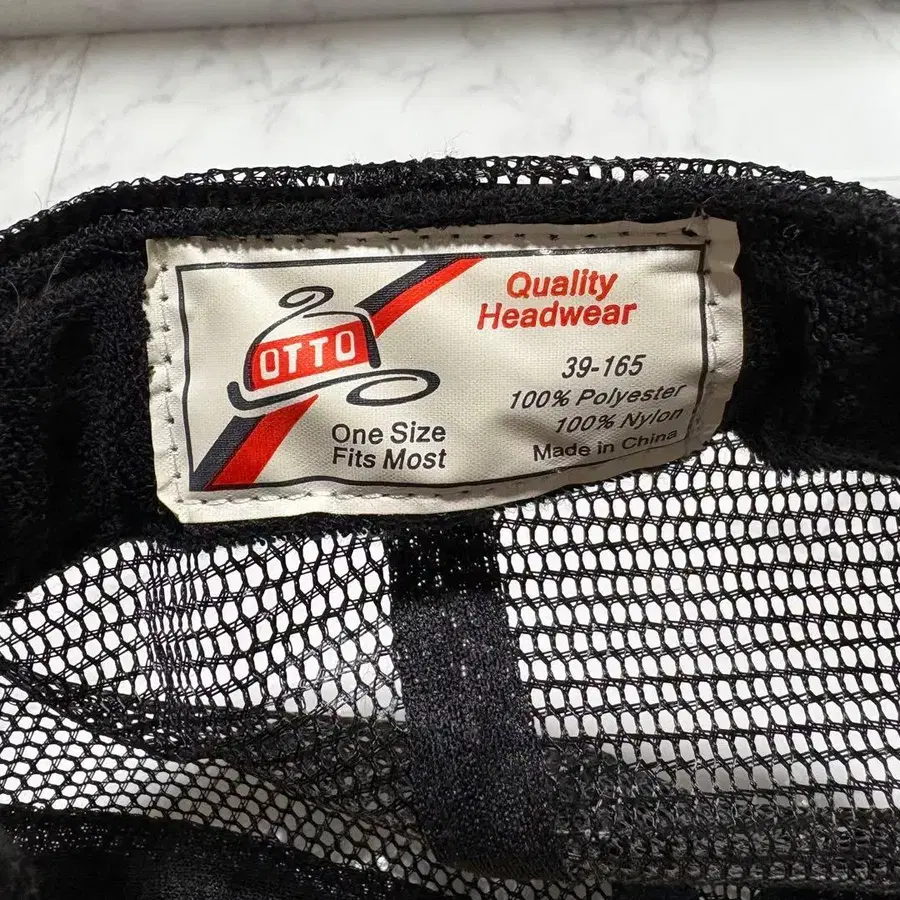 OTTO
One Size
Fits Most
Quality
Headwear
39-165
100% Polyester
100% Nylon
Made in China